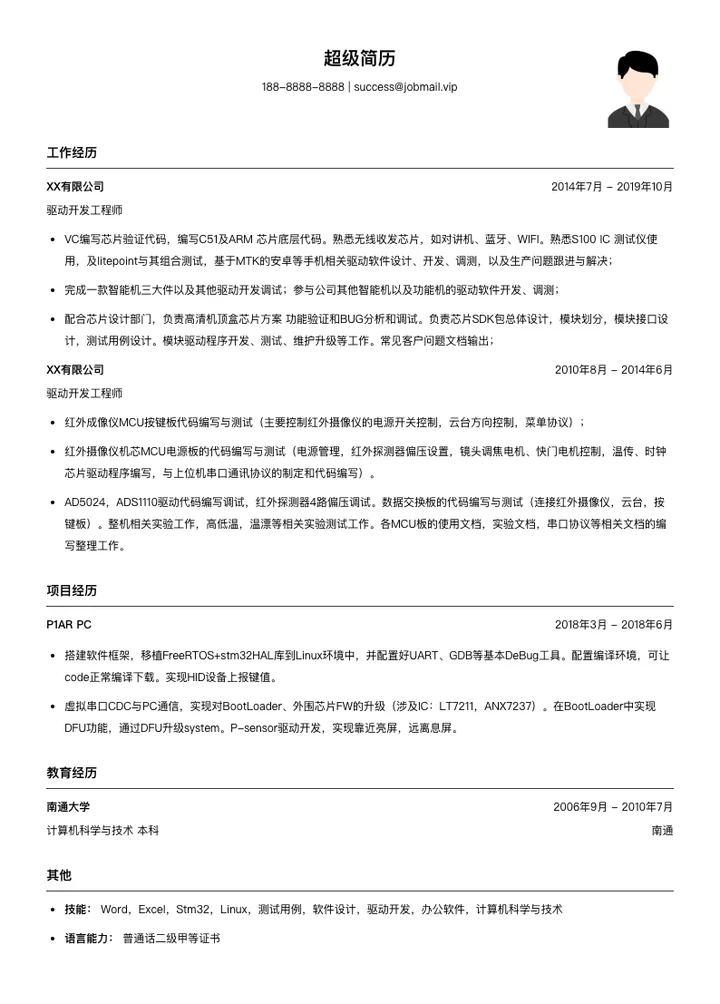 超级简历
188-8888-8888 | success@jobmail.vip
工作经历
XX有限公司 2014年7月 – 2019年10月
驱动开发工程师
• VC编写芯片验证代码，编写C51及ARM 芯片底层代码。熟悉无线收发芯片，如对讲机、蓝牙、WIFI。熟悉S100 IC 测试仪使
用，及litepoint与其组合测试，基于MTK的安卓等手机相关驱动软件设计、开发、调测，以及生产问题跟进与解决；
• 完成一款智能机三大件以及其他驱动开发调试；参与公司其他智能机以及功能机的驱动软件开发、调测；
• 配合芯片设计部门，负责高清机顶盒芯片方案 功能验证和BUG分析和调试。负责芯片SDK包总体设计，模块划分，模块接口设
计，测试用例设计。模块驱动程序开发、测试、维护升级等工作。常见客户问题文档输出；
XX有限公司 2010年8月 – 2014年6月
驱动开发工程师
• 红外成像仪MCU按键板代码编写与测试（主要控制红外摄像仪的电源开关控制，云台方向控制，菜单协议）；
• 红外摄像仪机芯MCU电源板的代码编写与测试（电源管理，红外探测器偏压设置，镜头调焦电机、快门电机控制，温传、时钟
芯片驱动程序编写，与上位机串口通讯协议的制定和代码编写）。
• AD5024，ADS1110驱动代码编写调试，红外探测器4路偏压调试。数据交换板的代码编写与测试（连接红外摄像仪，云台，按
键板）。整机相关实验工作，高低温，温漂等相关实验测试工作。各MCU板的使用文档，实验文档，串口协议等相关文档的编
写整理工作。
项目经历
P1AR PC 2018年3月 – 2018年6月
• 搭建软件框架，移植FreeRTOS+stm32HAL库到Linux环境中，并配置好UART、GDB等基本DeBug工具。配置编译环境，可让
code正常编译下载。实现HID设备上报键值。
• 虚拟串口CDC与PC通信，实现对BootLoader、外围芯片FW的升级（涉及IC：LT7211，ANX7237）。在BootLoader中实现
DFU功能，通过DFU升级system。P-sensor驱动开发，实现靠近亮屏，远离息屏。
教育经历
南通大学 2006年9月 – 2010年7月
计算机科学与技术 本科 南通
其他
• 技能： Word，Excel，Stm32，Linux，测试用例，软件设计，驱动开发，办公软件，计算机科学与技术
• 语言能力： 普通话二级甲等证书